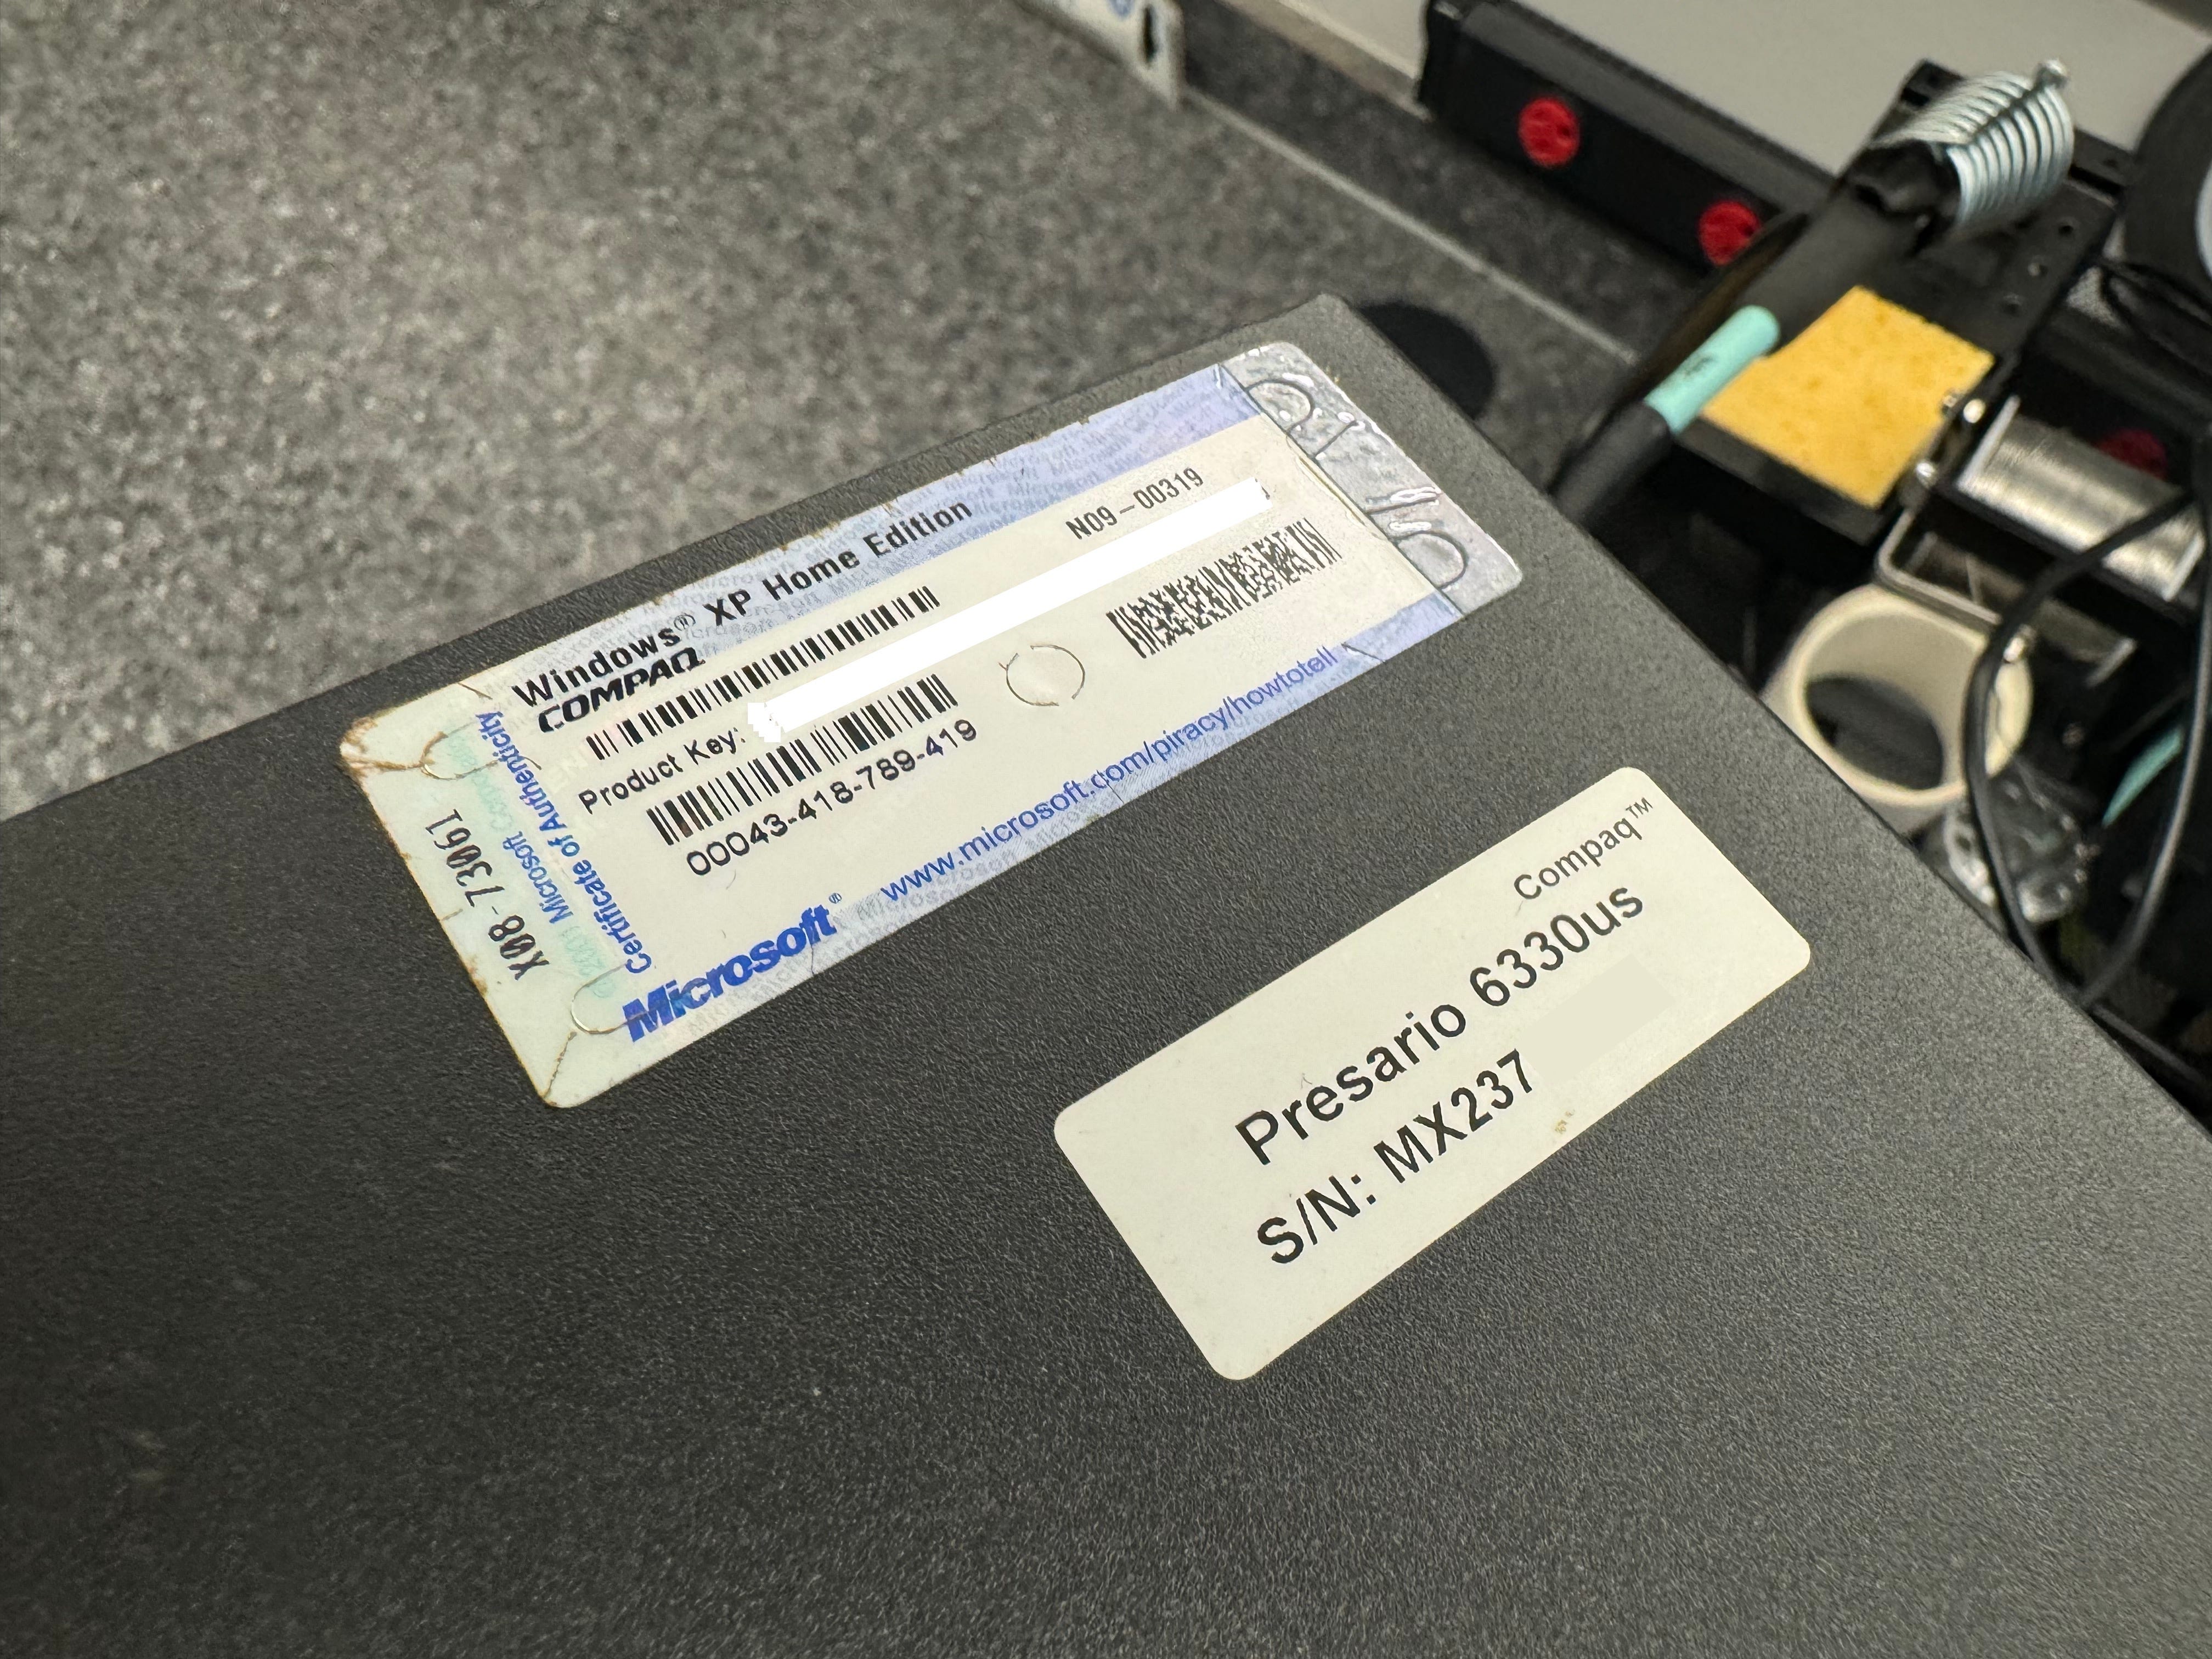 Windows® XP Home Edition
COMPAQ
N09-00319
Product Key:
00043-418-789-419
Microsoft® www.microsoft.com/piracy/howtotell
Certificate of Authenticity
©2001 Microsoft Corporation
X08-73061
Compaq™
Presario 6330us
S/N: MX237